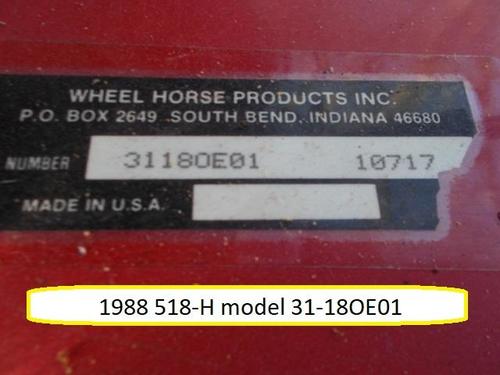 WHEEL HORSE PRODUCTS INC.
P.O. BOX 2649 SOUTH BEND, INDIANA 46680
NUMBER 3118OE01 10717
MADE IN U.S.A.
1988 518-H model 31-18OE01